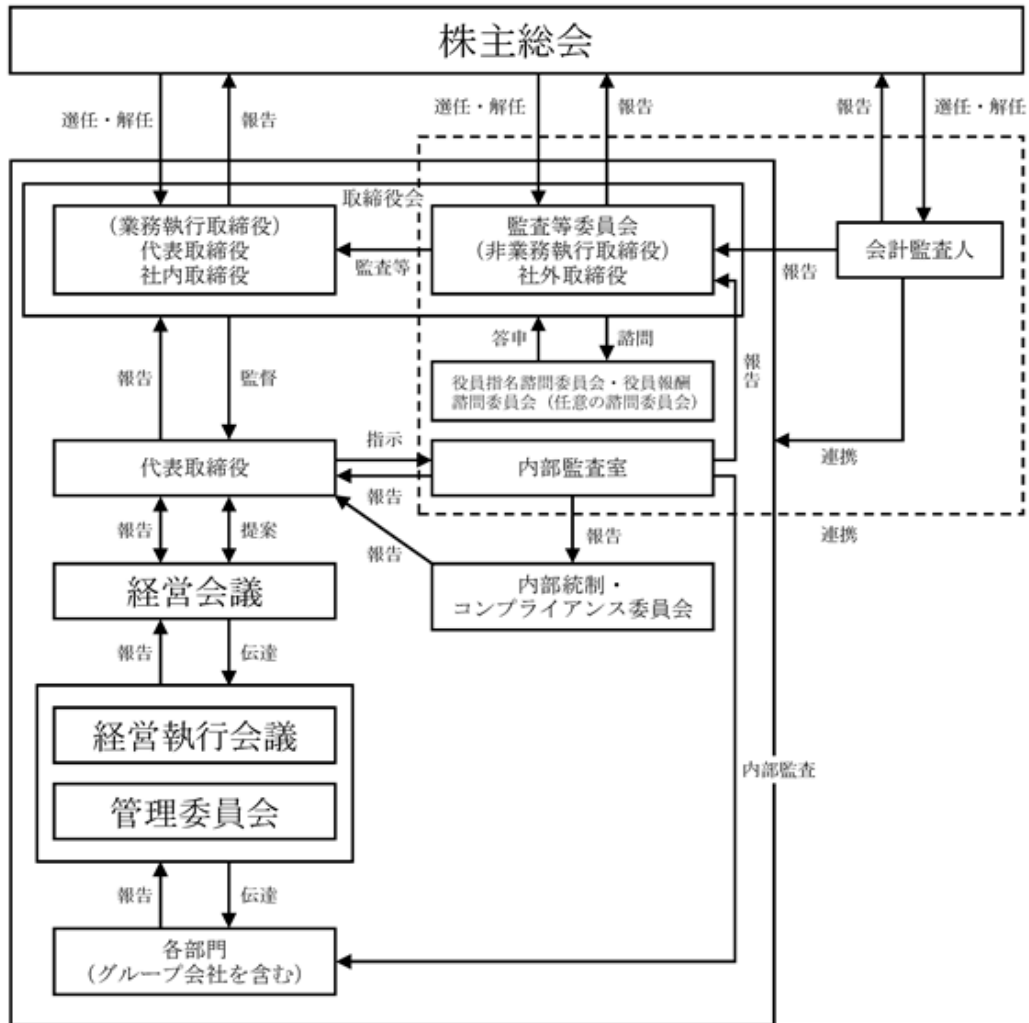 株主総会
選任・解任
報告
選任・解任
報告
報告
選任・解任
取締役会
(業務執行取締役)
代表取締役
社内取締役
監査等
監査等委員会
(非業務執行取締役)
社外取締役
報告
会計監査人
答申
諮問
報告
監督
役員指名諮問委員会・役員報酬
諮問委員会(任意の諮問委員会)
報告
代表取締役
指示
報告
内部監査室
連携
連携
報告
提案
報告
報告
経営会議
内部統制・
コンプライアンス委員会
報告
伝達
経営執行会議
管理委員会
内部監査
報告
伝達
各部門
(グループ会社を含む)